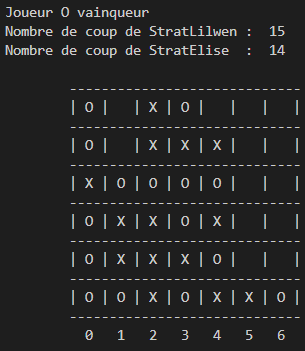 Joueur O vainqueur
Nombre de coup de StratLilwen :  15
Nombre de coup de StratElise  :  14
-----------------------------
| O |   | X | O |   |   |   |
-----------------------------
| O |   | X | X | X |   |   |
-----------------------------
| X | O | O | O | O |   |   |
-----------------------------
| O | X | X | O | X |   |   |
-----------------------------
| O | X | X | X | O |   |   |
-----------------------------
| O | O | X | O | X | X | O |
-----------------------------
0   1   2   3   4   5   6